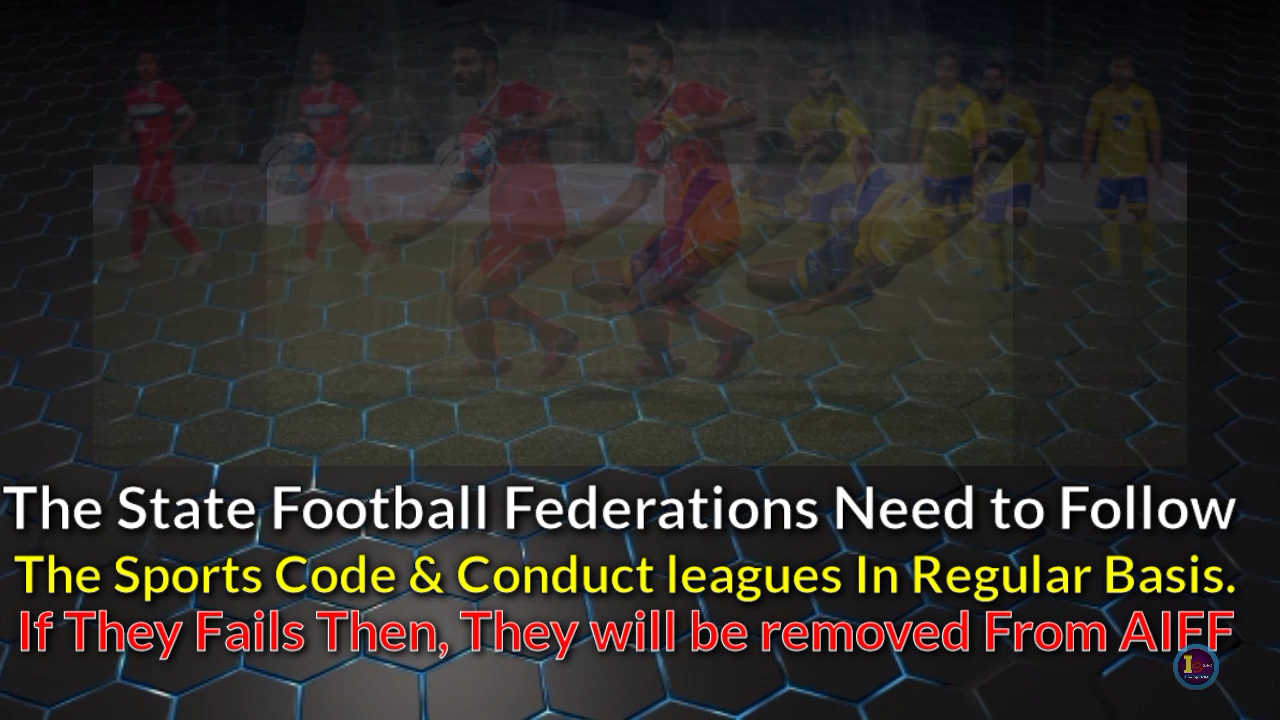 The State Football Federations Need to Follow
The Sports Code & Conduct leagues In Regular Basis.
If They Fails Then, They will be removed From AIFF